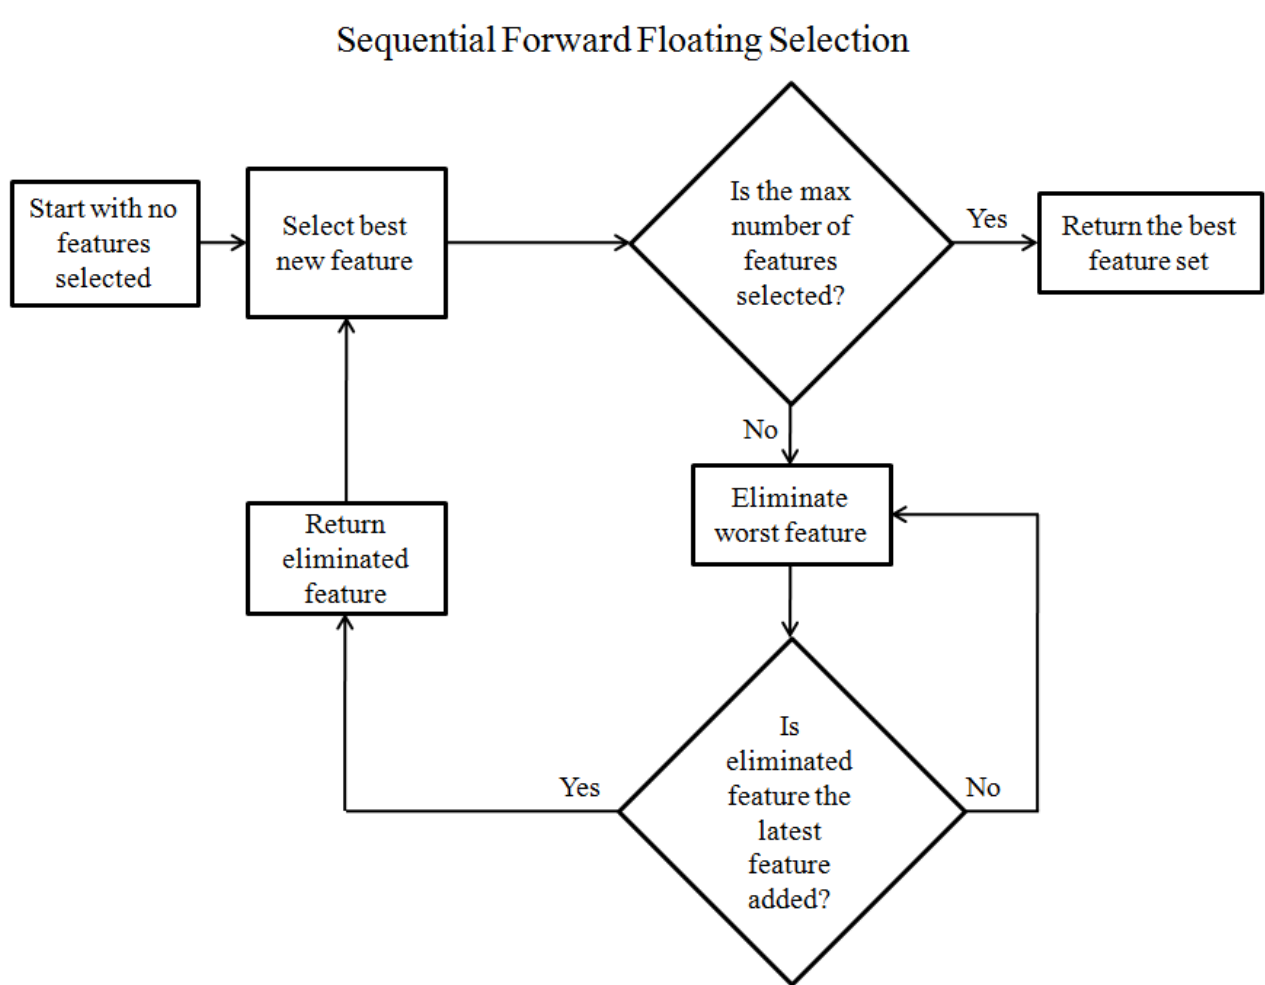 Sequential Forward Floating Selection
Start with no
features
selected
Select best
new feature
Is the max
number of
features
selected?
Yes
Return the best
feature set
No
Eliminate
worst feature
Return
eliminated
feature
Is
eliminated
feature the
latest
feature
added?
Yes
No